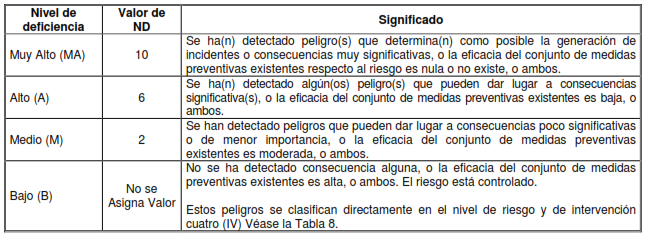 Nivel de deficiencia
Valor de ND
Significado
Muy Alto (MA)
10
Se ha(n) detectado peligro(s) que determina(n) como posible la generación de
incidentes o consecuencias muy significativas, o la eficacia del conjunto de medidas
preventivas existentes respecto al riesgo es nula o no existe, o ambos.
Alto (A)
6
Se ha(n) detectado algún(os) peligro(s) que pueden dar lugar a consecuencias
significativa(s), o la eficacia del conjunto de medidas preventivas existentes es baja, o
ambos.
Medio (M)
2
Se han detectado peligros que pueden dar lugar a consecuencias poco significativas
o de menor importancia, o la eficacia del conjunto de medidas preventivas
existentes es moderada, o ambos.
Bajo (B)
No se
Asigna Valor
No se ha detectado consecuencia alguna, o la eficacia del conjunto de medidas
preventivas existentes es alta, o ambos. El riesgo está controlado.
Estos peligros se clasifican directamente en el nivel de riesgo y de intervención
cuatro (IV) Véase la Tabla 8.